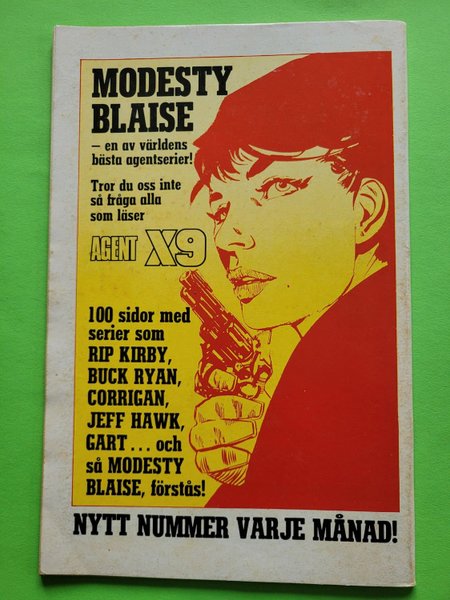 MODESTY
BLAISE
– en av världens
bästa agentserier!
Tror du oss inte
så fråga alla
som läser
AGENT X9
100 sidor med
serier som
RIP KIRBY,
BUCK RYAN,
CORRIGAN,
JEFF HAWK,
GART ... och
så MODESTY
BLAISE, förstås!
NYTT NUMMER VARJE MÅNAD!